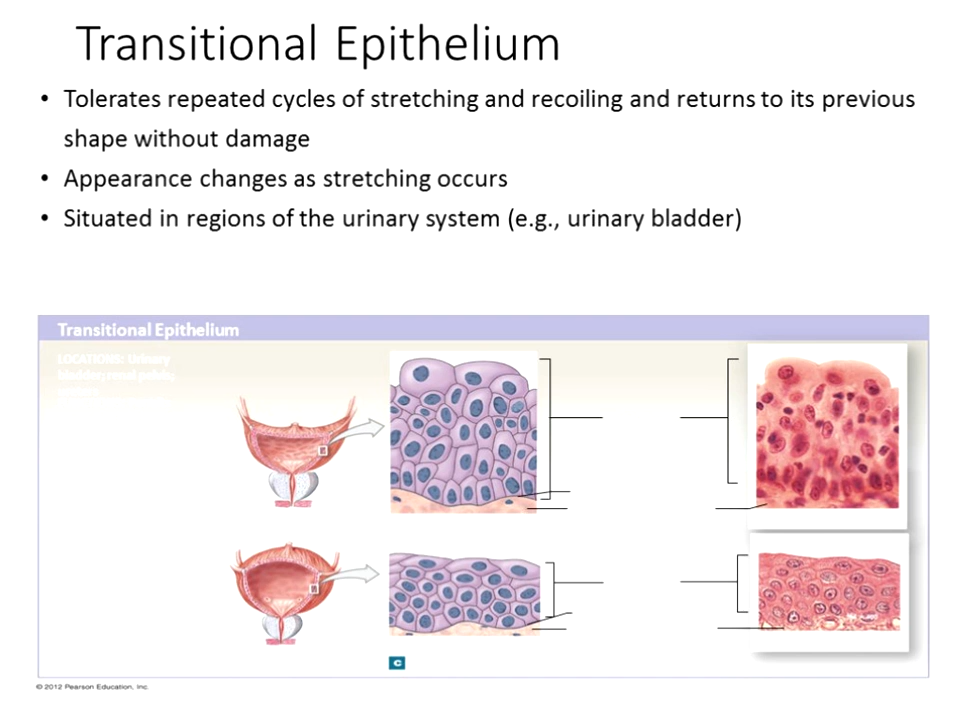 Transitional Epithelium
• Tolerates repeated cycles of stretching and recoiling and returns to its previous
shape without damage
• Appearance changes as stretching occurs
• Situated in regions of the urinary system (e.g., urinary bladder)
Transitional Epithelium
LOCATIONS: Urinary
bladder; renal pelvis;
C
© 2012 Pearson Education, Inc.